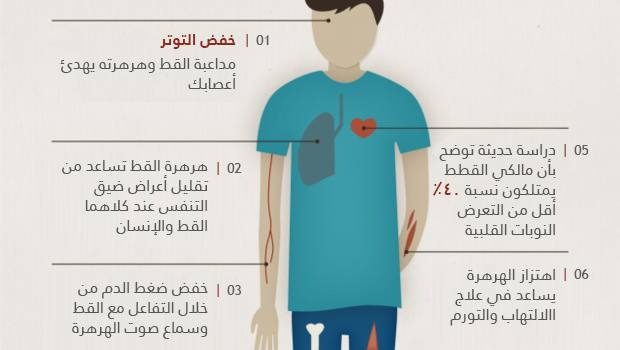 01 | خفض التوتر
مداعبة القط وهرهرته يهدئ
أعصابك
02 | هرهرة القط تساعد من
تقليل أعراض ضيق
التنفس عند كلاهما
القط والإنسان
03 | خفض ضغط الدم من
خلال التفاعل مع القط
وسماع صوت الهرهرة
05 | دراسة حديثة توضح
بأن مالكي القطط
يمتلكون نسبة ٤٠٪
أقل من التعرض
النوبات القلبية
06 | اهتزاز الهرهرة
يساعد في علاج
االالتهاب والتورم